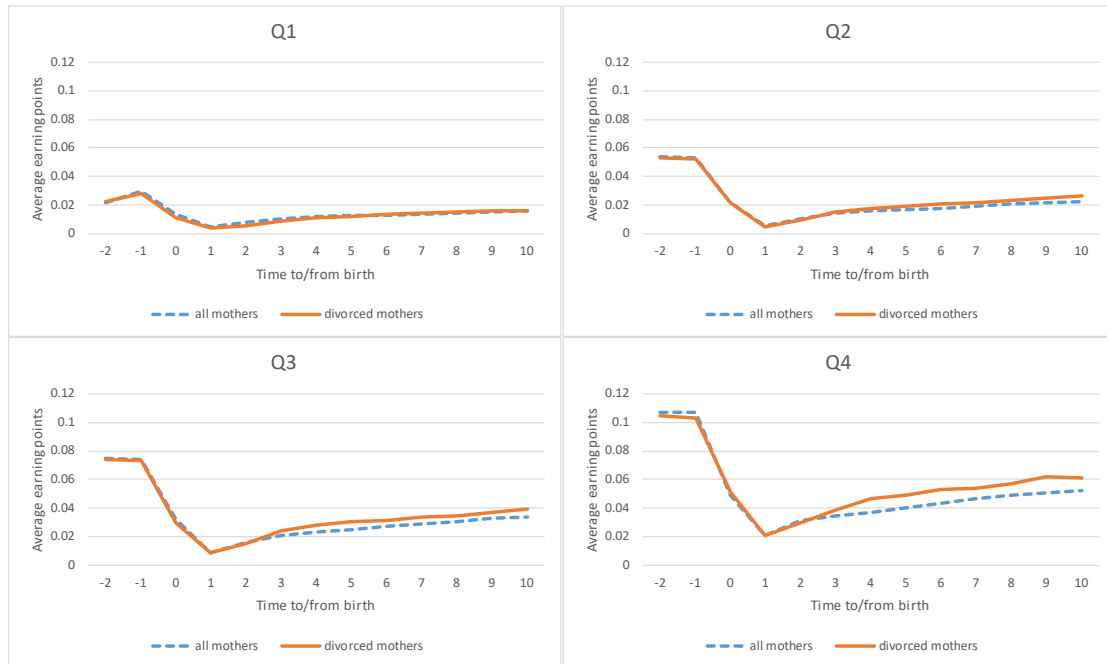 Q1
Average earning points
0.12
0.1
0.08
0.06
0.04
0.02
0
-2 -1 0 1 2 3 4 5 6 7 8 9 10
Time to/from birth
all mothers divorced mothers
Q2
Average earning points
0.12
0.1
0.08
0.06
0.04
0.02
0
-2 -1 0 1 2 3 4 5 6 7 8 9 10
Time to/from birth
all mothers divorced mothers
Q3
Average earning points
0.12
0.1
0.08
0.06
0.04
0.02
0
-2 -1 0 1 2 3 4 5 6 7 8 9 10
Time to/from birth
all mothers divorced mothers
Q4
Average earning points
0.12
0.1
0.08
0.06
0.04
0.02
0
-2 -1 0 1 2 3 4 5 6 7 8 9 10
Time to/from birth
all mothers divorced mothers